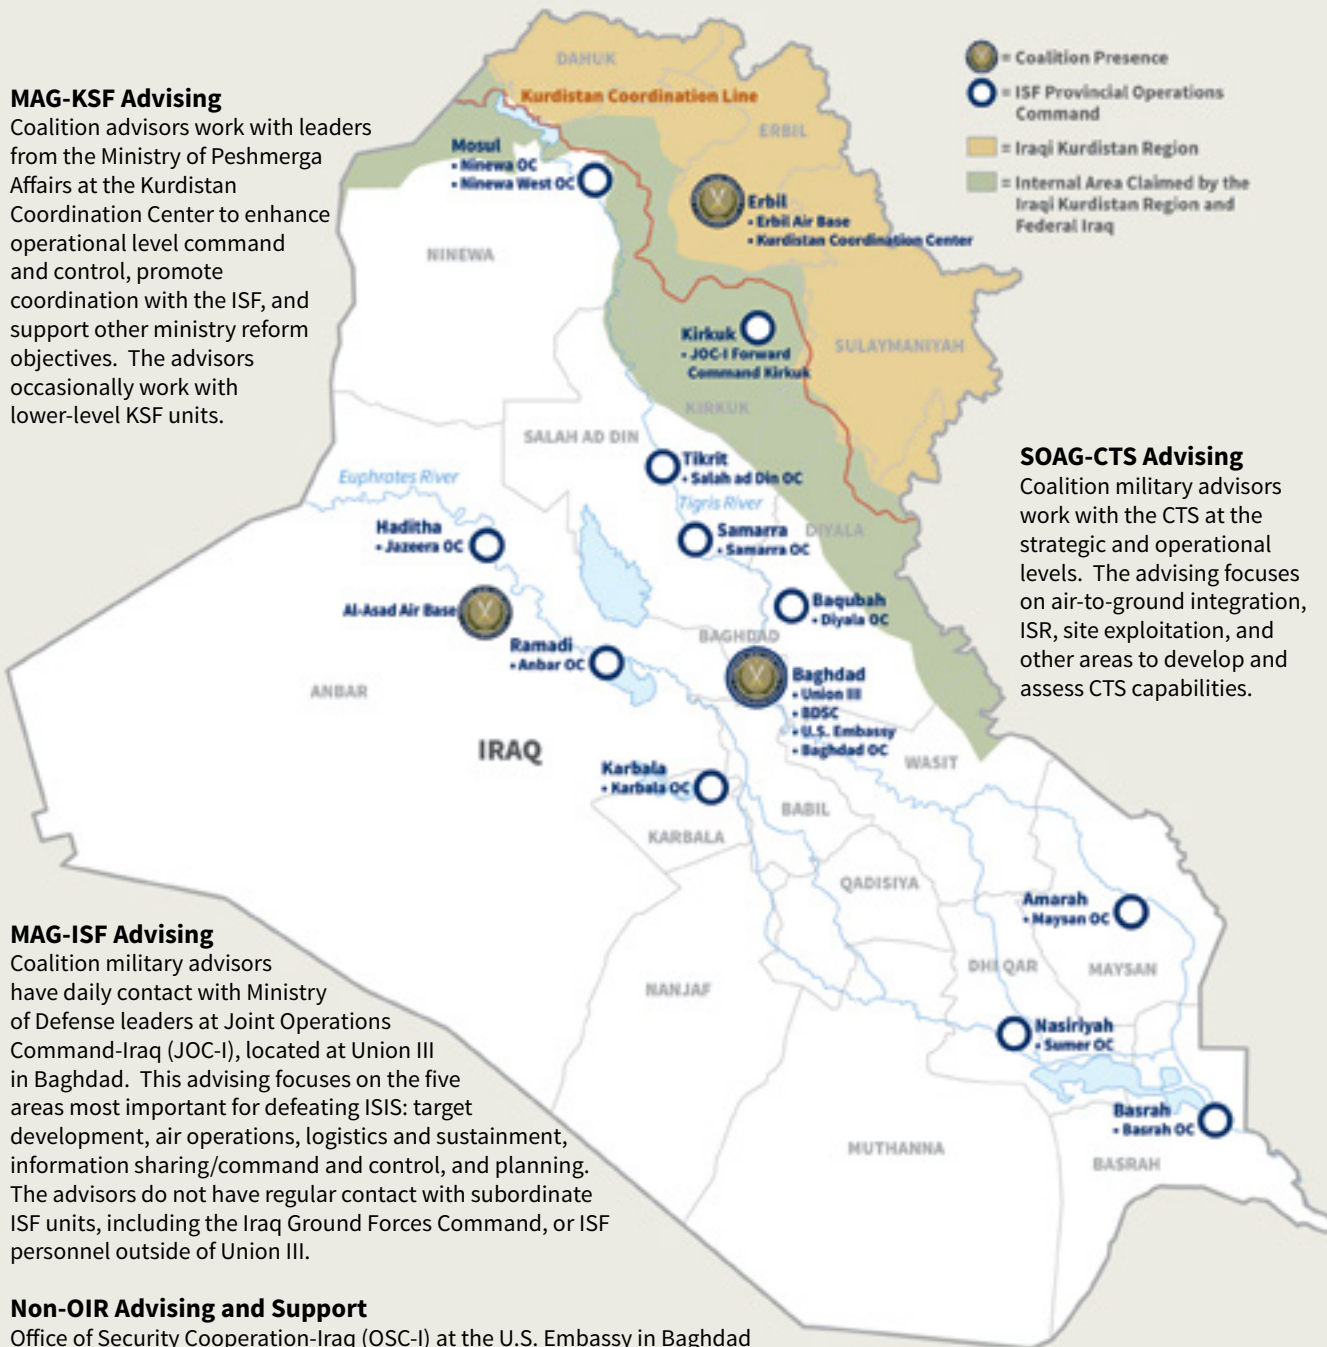 MAG-KSF Advising
Coalition advisors work with leaders
from the Ministry of Peshmerga
Affairs at the Kurdistan
Coordination Center to enhance
operational level command
and control, promote
coordination with the ISF, and
support other ministry reform
objectives. The advisors
occasionally work with
lower-level KSF units.
= Coalition Presence
= ISF Provincial Operations
Command
= Iraqi Kurdistan Region
= Internal Area Claimed by the
Iraqi Kurdistan Region and
Federal Iraq
DAHUK
Kurdistan Coordination Line
ERBIL
Mosul
• Ninewa OC
• Ninewa West OC
Erbil
• Erbil Air Base
• Kurdistan Coordination Center
NINEWA
Kirkuk
• JOC-I Forward
Command Kirkuk
SULAYMANIYAH
KIRKUK
SALAH AD DIN
Tikrit
• Salah ad Din OC
Euphrates River
Tigris River
Haditha
• Jazeera OC
Samarra
• Samarra OC
DIYALA
Al-Asad Air Base
Baqubah
• Diyala OC
BAGHDAD
Ramadi
• Anbar OC
Baghdad
• Union III
• BDSC
• U.S. Embassy
• Baghdad OC
ANBAR
IRAQ
WASIT
Karbala
• Karbala OC
BABIL
KARBALA
QADISIYA
Amarah
• Maysan OC
DHI QAR
MAYSAN
NANJAF
Nasiriyah
• Sumer OC
Basrah
• Basrah OC
MUTHANNA
BASRAH
SOAG-CTS Advising
Coalition military advisors
work with the CTS at the
strategic and operational
levels. The advising focuses
on air-to-ground integration,
ISR, site exploitation, and
other areas to develop and
assess CTS capabilities.
MAG-ISF Advising
Coalition military advisors
have daily contact with Ministry
of Defense leaders at Joint Operations
Command-Iraq (JOC-I), located at Union III
in Baghdad. This advising focuses on the five
areas most important for defeating ISIS: target
development, air operations, logistics and sustainment,
information sharing/command and control, and planning.
The advisors do not have regular contact with subordinate
ISF units, including the Iraq Ground Forces Command, or ISF
personnel outside of Union III.
Non-OIR Advising and Support
Office of Security Cooperation-Iraq (OSC-I) at the U.S. Embassy in Baghdad